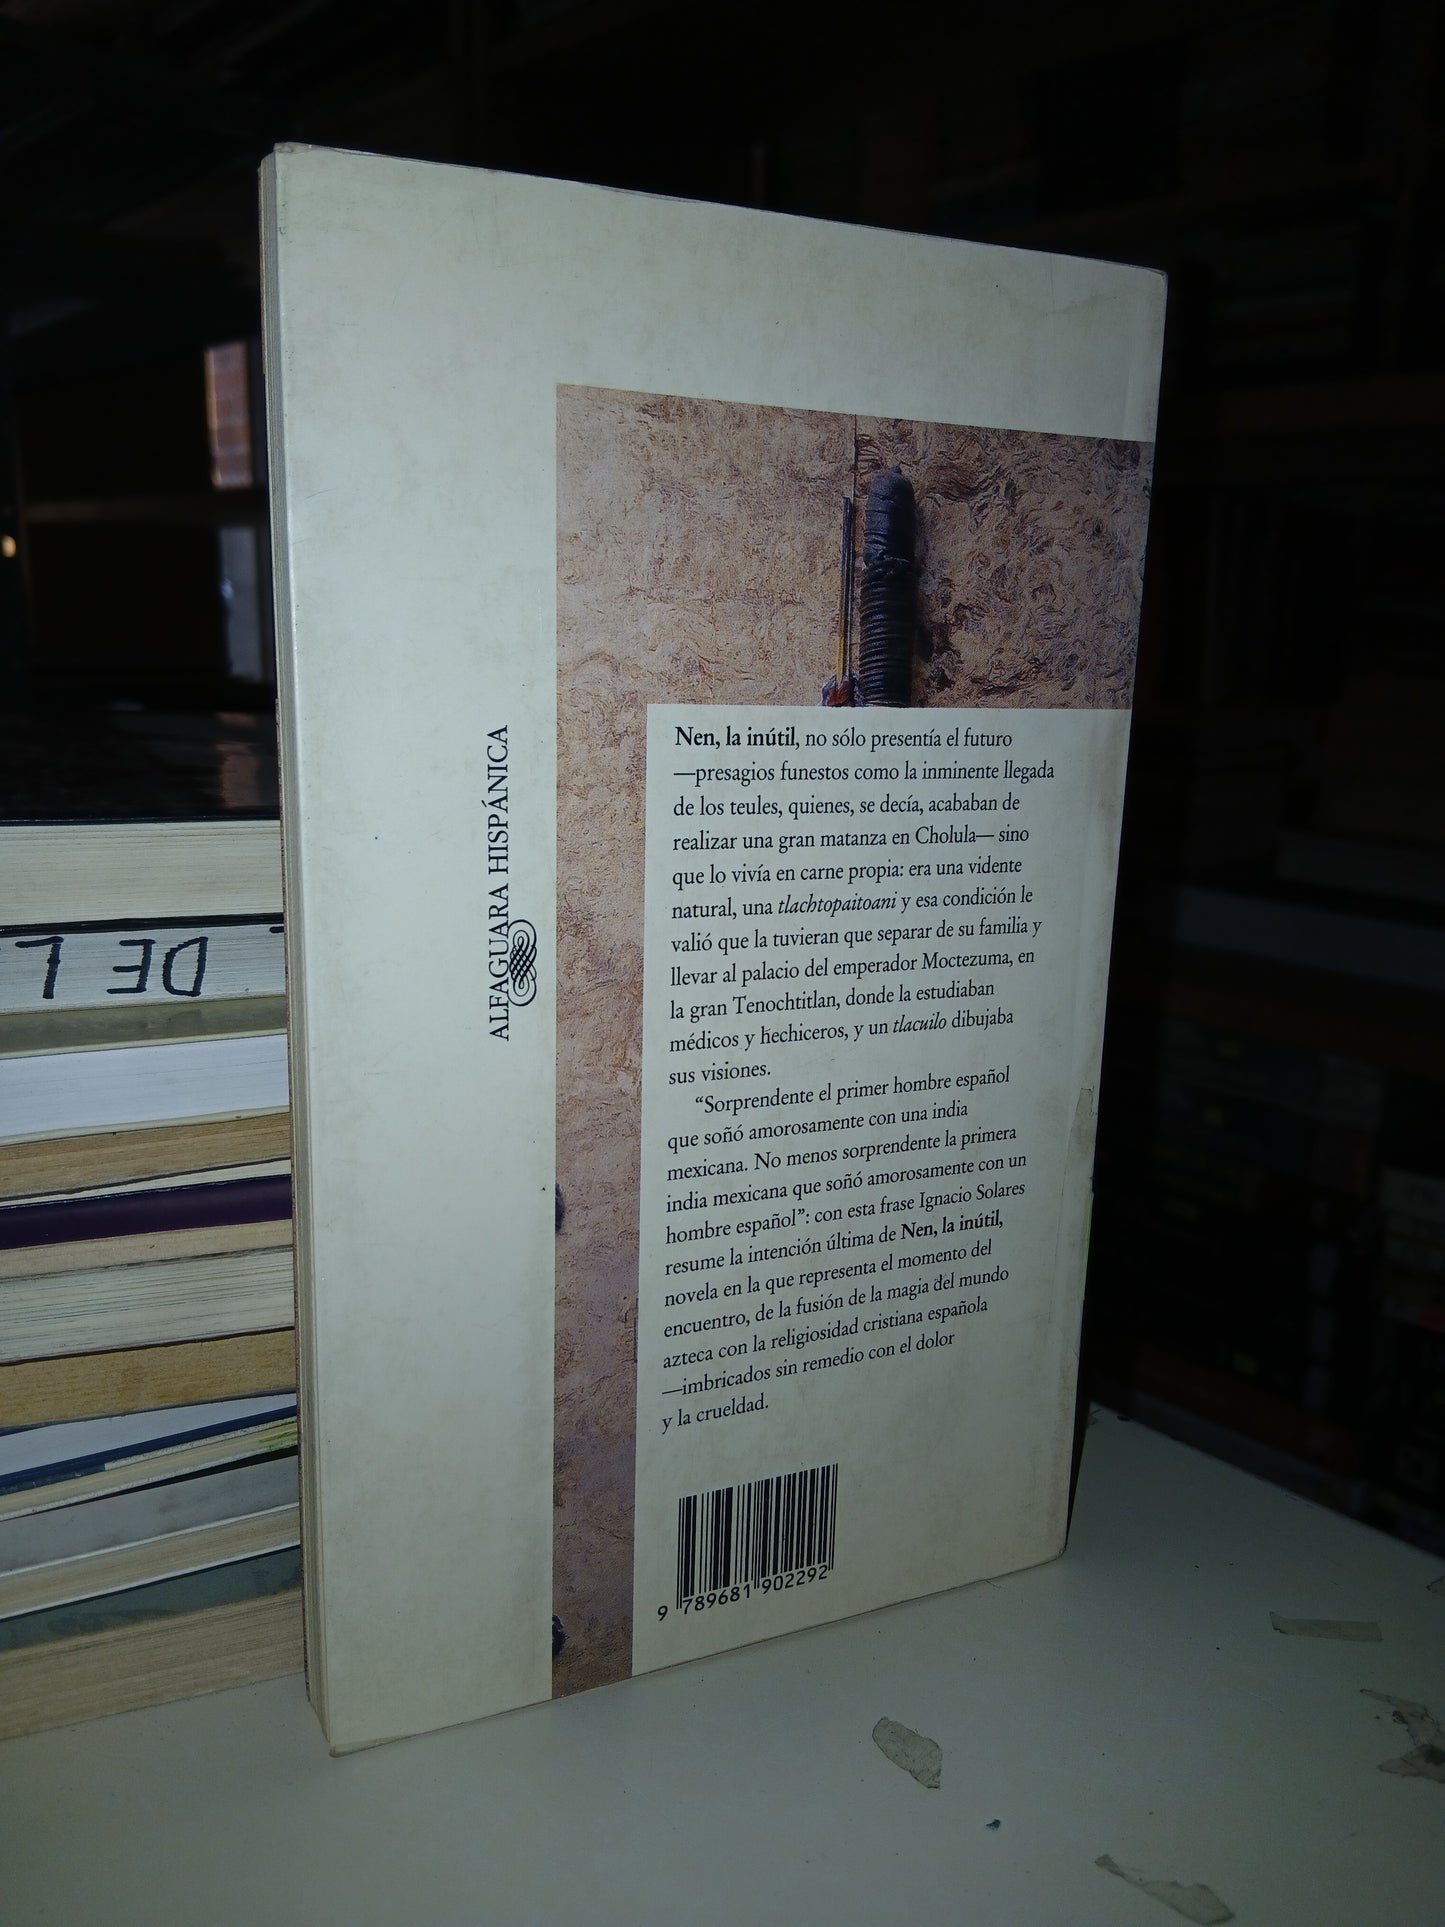 ALFAGUARA HISPÁNICA
Nen, la inútil, no sólo presentía el futuro
—presagios funestos como la inminente llegada
de los teules, quienes, se decía, acababan de
realizar una gran matanza en Cholula— sino
que lo vivía en carne propia: era una vidente
natural, una tlachtopaitoani y esa condición le
valió que la tuvieran que separar de su familia y
llevar al palacio del emperador Moctezuma, en
la gran Tenochtitlan, donde la estudiaban
médicos y hechiceros, y un tlacuilo dibujaba
sus visiones.
“Sorprendente el primer hombre español
que soñó amorosamente con una india
mexicana. No menos sorprendente la primera
india mexicana que soñó amorosamente con un
hombre español”: con esta frase Ignacio Solares
resume la intención última de Nen, la inútil,
novela en la que representa el momento del
encuentro, de la fusión de la magia del mundo
azteca con la religiosidad cristiana española
—imbricados sin remedio con el dolor
y la crueldad.
9 789681 902292
DE L